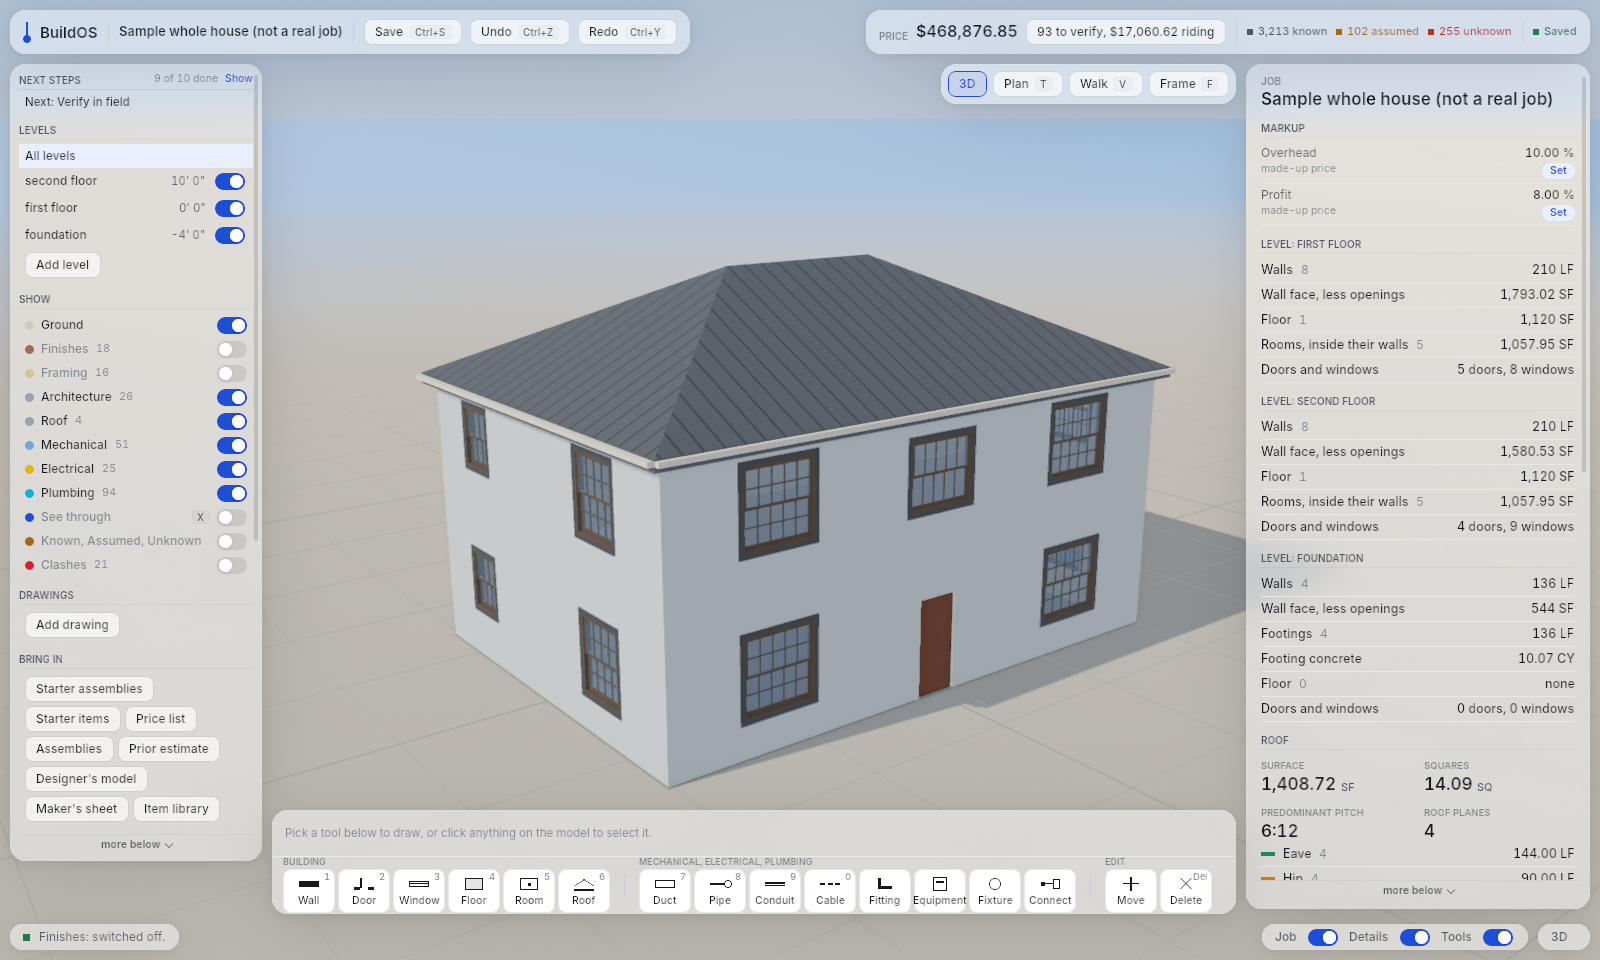 BuildOS
Sample whole house (not a real job)
Save Ctrl+S
Undo Ctrl+Z
Redo Ctrl+Y
PRICE $468,876.85
93 to verify, $17,060.62 riding
3,213 known
102 assumed
255 unknown
Saved
NEXT STEPS 9 of 10 done Show
Next: Verify in field
LEVELS
All levels
second floor 10' 0"
first floor 0' 0"
foundation -4' 0"
Add level
SHOW
Ground
Finishes 18
Framing 16
Architecture 26
Roof 4
Mechanical 51
Electrical 25
Plumbing 94
See through X
Known, Assumed, Unknown
Clashes 21
DRAWINGS
Add drawing
BRING IN
Starter assemblies
Starter items Price list
Assemblies Prior estimate
Designer's model
Maker's sheet Item library
more below
3D
Plan T
Walk V
Frame F
JOB
Sample whole house (not a real job)
MARKUP
Overhead 10.00 %
made-up price Set
Profit 8.00 %
made-up price Set
LEVEL: FIRST FLOOR
Walls 8 210 LF
Wall face, less openings 1,793.02 SF
Floor 1 1,120 SF
Rooms, inside their walls 5 1,057.95 SF
Doors and windows 5 doors, 8 windows
LEVEL: SECOND FLOOR
Walls 8 210 LF
Wall face, less openings 1,580.53 SF
Floor 1 1,120 SF
Rooms, inside their walls 5 1,057.95 SF
Doors and windows 4 doors, 9 windows
LEVEL: FOUNDATION
Walls 4 136 LF
Wall face, less openings 544 SF
Footings 4 136 LF
Footing concrete 10.07 CY
Floor 0 none
Doors and windows 0 doors, 0 windows
ROOF
SURFACE SQUARES
1,408.72 SF 14.09 SQ
PREDOMINANT PITCH ROOF PLANES
6:12 4
Eave 4 144.00 LF
Hip 4 90.00 LF
more below
Pick a tool below to draw, or click anything on the model to select it.
BUILDING
1 Wall
2 Door
3 Window
4 Floor
5 Room
6 Roof
MECHANICAL, ELECTRICAL, PLUMBING
7 Duct
8 Pipe
9 Conduit
0 Cable
Fitting
Equipment
Fixture
Connect
EDIT
Move
Del Delete
Finishes: switched off.
Job
Details
Tools
3D